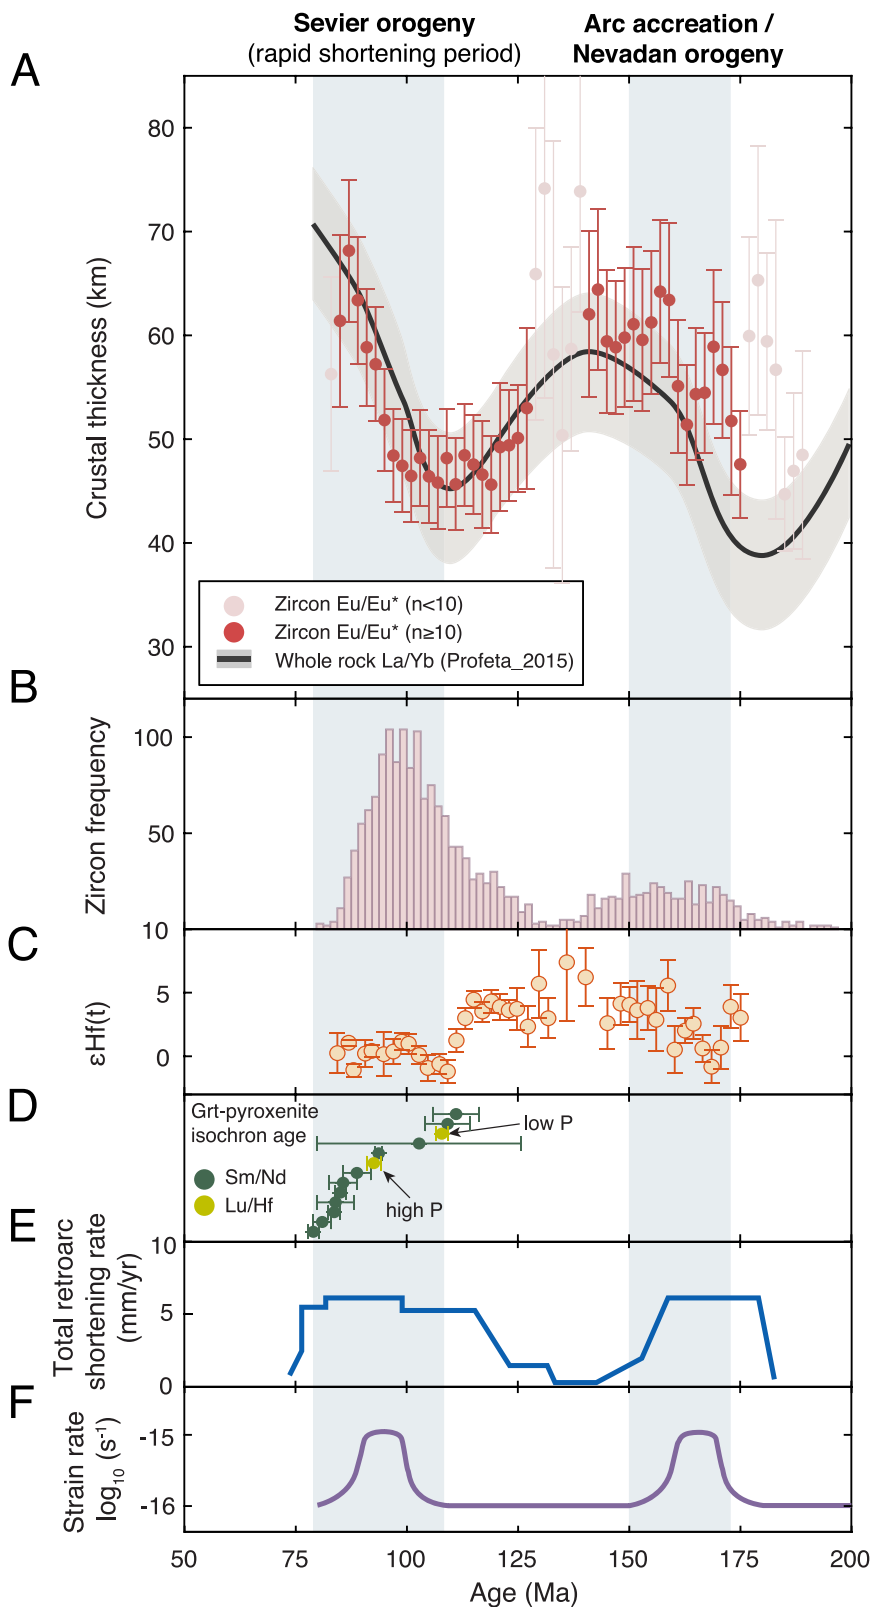 Sevier orogeny
(rapid shortening period)
Arc accreation /
Nevadan orogeny
A
80
70
60
50
40
30
Crustal thickness (km)
Zircon Eu/Eu* (n<10)
Zircon Eu/Eu* (n≥10)
Whole rock La/Yb (Profeta_2015)
B
100
50
10
Zircon frequency
C
5
0
εHf(t)
D
Grt-pyroxenite
isochron age
Sm/Nd
Lu/Hf
low P
high P
E
10
5
0
Total retroarc
shortening rate
(mm/yr)
F
-15
-16
Strain rate
log₁₀ (s⁻¹)
50
75
100
125
150
175
200
Age (Ma)